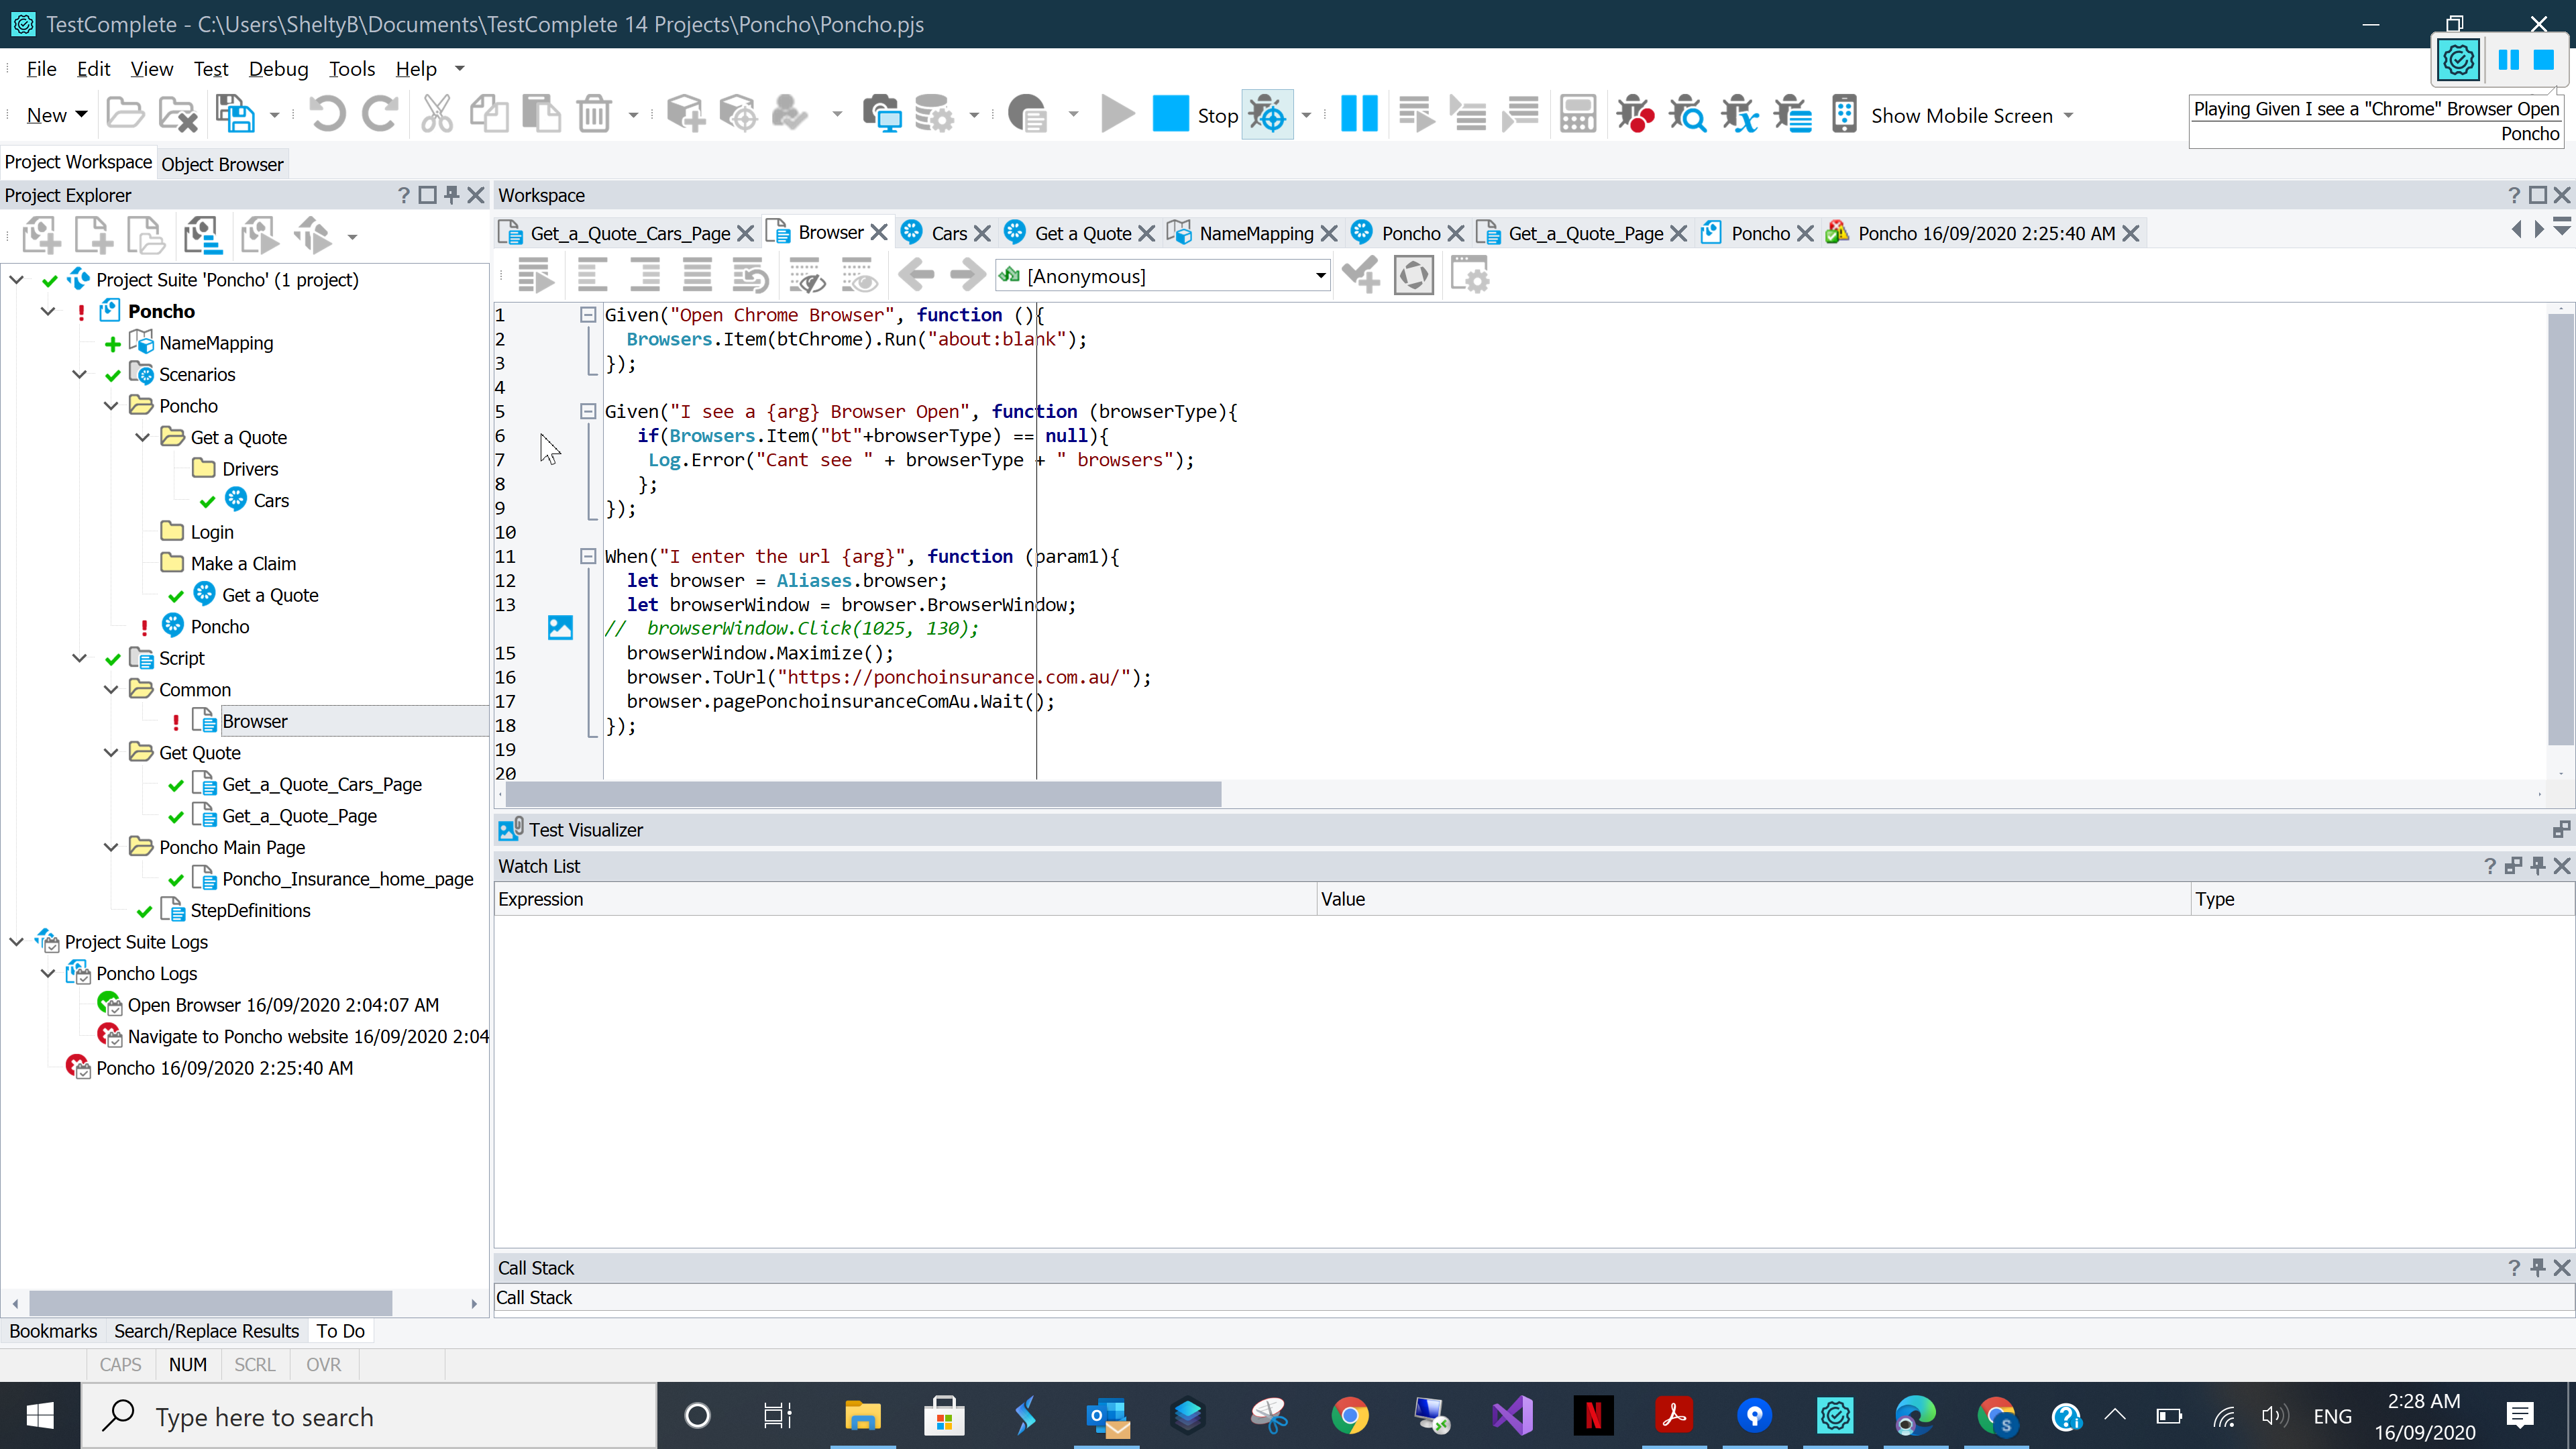 TestComplete - C:\Users\SheltyB\Documents\TestComplete 14 Projects\Poncho\Poncho.pjs
File Edit View Test Debug Tools Help
New Stop Show Mobile Screen
Playing Given I see a "Chrome" Browser Open
Poncho
Project Workspace Object Browser
Project Explorer
Workspace
Get_a_Quote_Cars_Page Browser Cars Get a Quote NameMapping Poncho Get_a_Quote_Page Poncho Poncho 16/09/2020 2:25:40 AM
[Anonymous]
Project Suite 'Poncho' (1 project)
Poncho
NameMapping
Scenarios
Poncho
Get a Quote
Drivers
Cars
Login
Make a Claim
Get a Quote
Poncho
Script
Common
Browser
Get Quote
Get_a_Quote_Cars_Page
Get_a_Quote_Page
Poncho Main Page
Poncho_Insurance_home_page
StepDefinitions
Project Suite Logs
Poncho Logs
Open Browser 16/09/2020 2:04:07 AM
Navigate to Poncho website 16/09/2020 2:04
Poncho 16/09/2020 2:25:40 AM
1 Given("Open Chrome Browser", function (){
2 Browsers.Item(btChrome).Run("about:blank");
3 });
4
5 Given("I see a {arg} Browser Open", function (browserType){
6 if(Browsers.Item("bt"+browserType) == null){
7 Log.Error("Cant see " + browserType + " browsers");
8 };
9 });
10
11 When("I enter the url {arg}", function (param1){
12 let browser = Aliases.browser;
13 let browserWindow = browser.BrowserWindow;
// browserWindow.Click(1025, 130);
15 browserWindow.Maximize();
16 browser.ToUrl("https://ponchoinsurance.com.au/");
17 browser.pagePonchoinsuranceComAu.Wait();
18 });
19
20
Test Visualizer
Watch List
Expression Value Type
Call Stack
Call Stack
Bookmarks Search/Replace Results To Do
CAPS NUM SCRL OVR
Type here to search
ENG
2:28 AM
16/09/2020